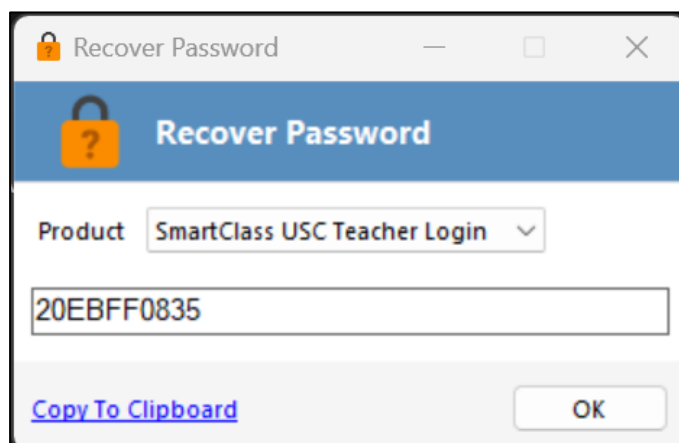 Recover Password
Recover Password
Product SmartClass USC Teacher Login
20EBFF0835
Copy To Clipboard OK